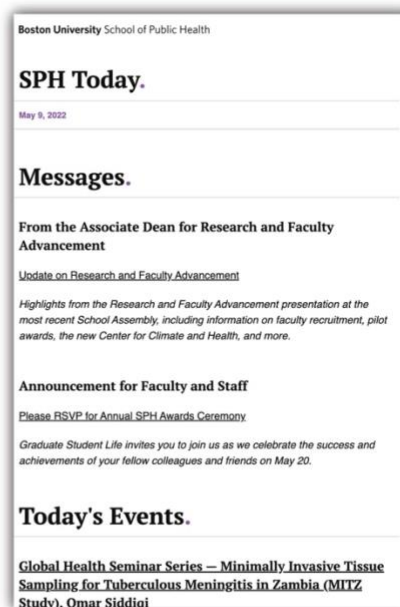 Boston University School of Public Health
SPH Today.
May 9, 2022
Messages.
From the Associate Dean for Research and Faculty
Advancement
Update on Research and Faculty Advancement
Highlights from the Research and Faculty Advancement presentation at the
most recent School Assembly, including information on faculty recruitment, pilot
awards, the new Center for Climate and Health, and more.
Announcement for Faculty and Staff
Please RSVP for Annual SPH Awards Ceremony
Graduate Student Life invites you to join us as we celebrate the success and
achievements of your fellow colleagues and friends on May 20.
Today's Events.
Global Health Seminar Series — Minimally Invasive Tissue
Sampling for Tuberculous Meningitis in Zambia (MITZ
Study), Omar Siddiqi